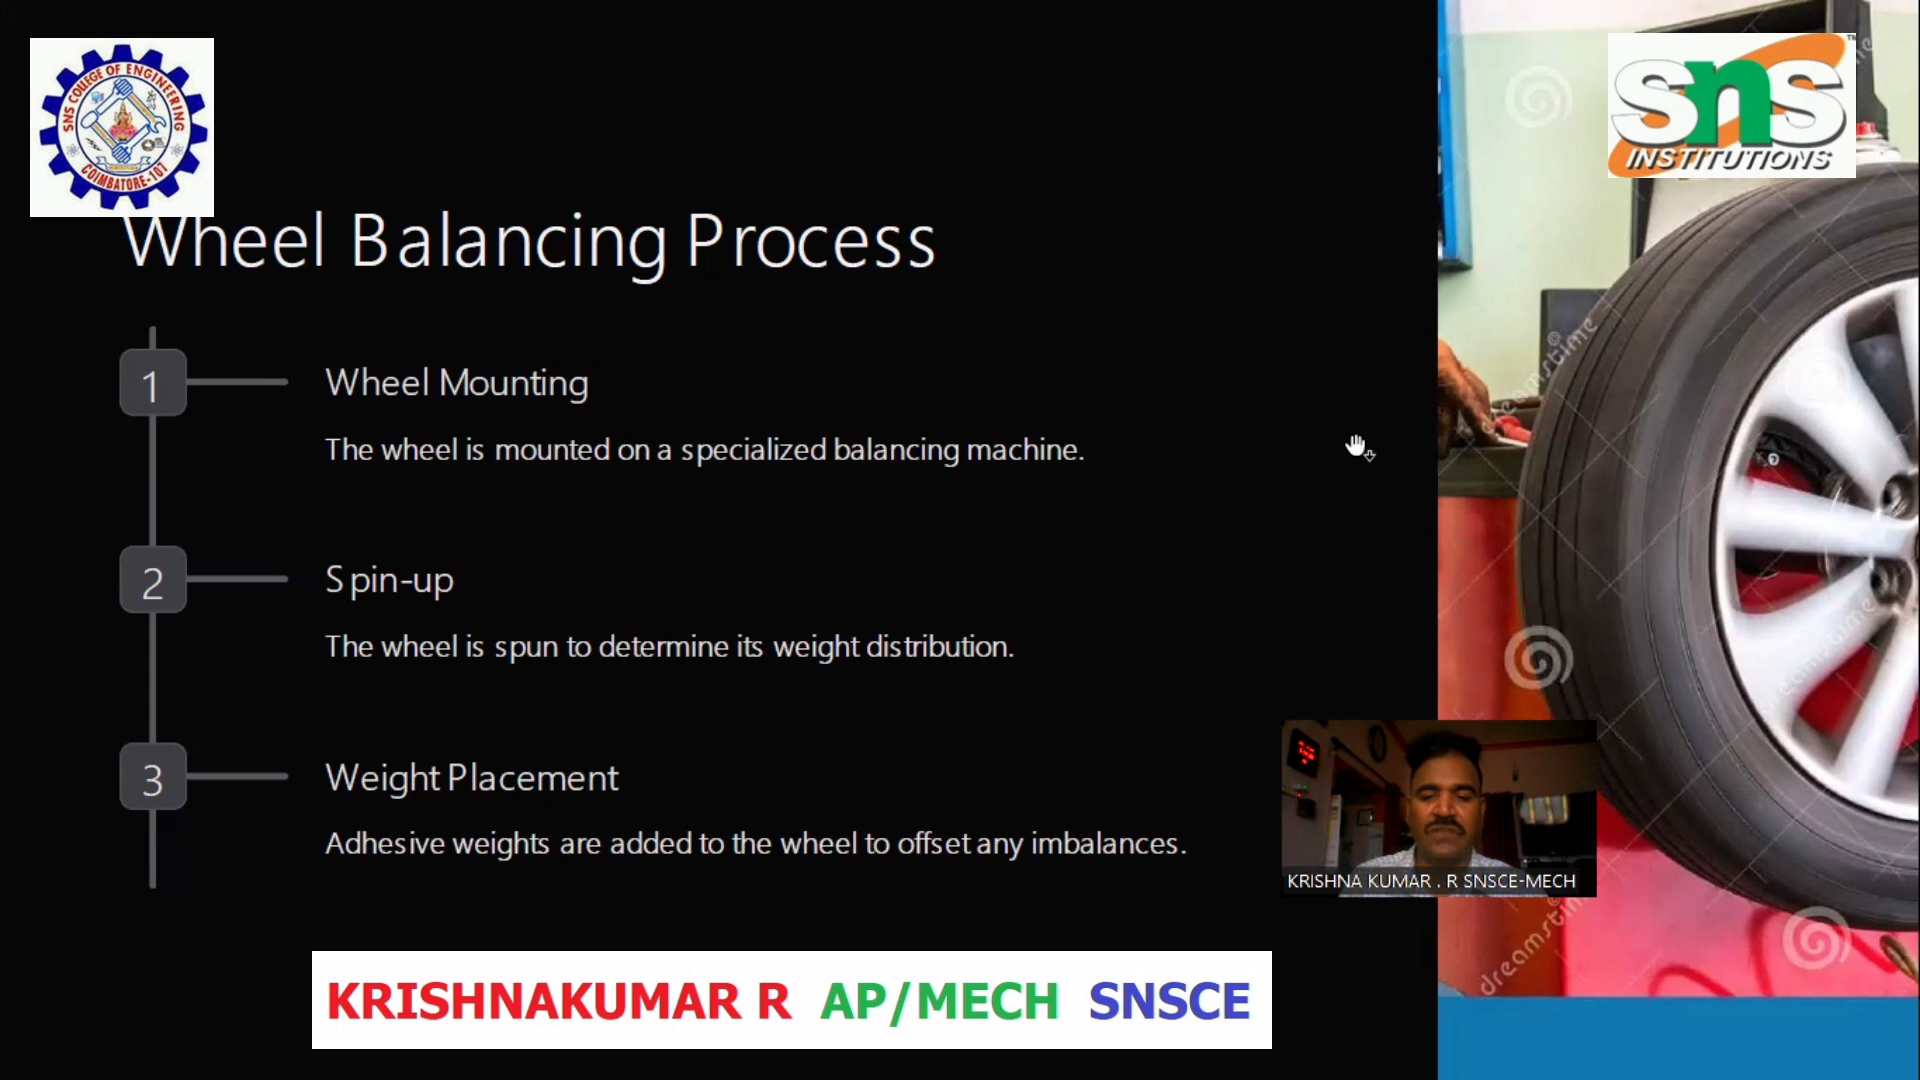 SNS COLLEGE OF ENGINEERING
COIMBATORE-107
sns
INSTITUTIONS
TM
Wheel Balancing Process
1
Wheel Mounting
The wheel is mounted on a specialized balancing machine.
2
Spin-up
The wheel is spun to determine its weight distribution.
3
Weight Placement
Adhesive weights are added to the wheel to offset any imbalances.
dreamstime
dreamstime
dreamstime
KRISHNA KUMAR . R SNSCE-MECH
KRISHNAKUMAR R AP/MECH SNSCE